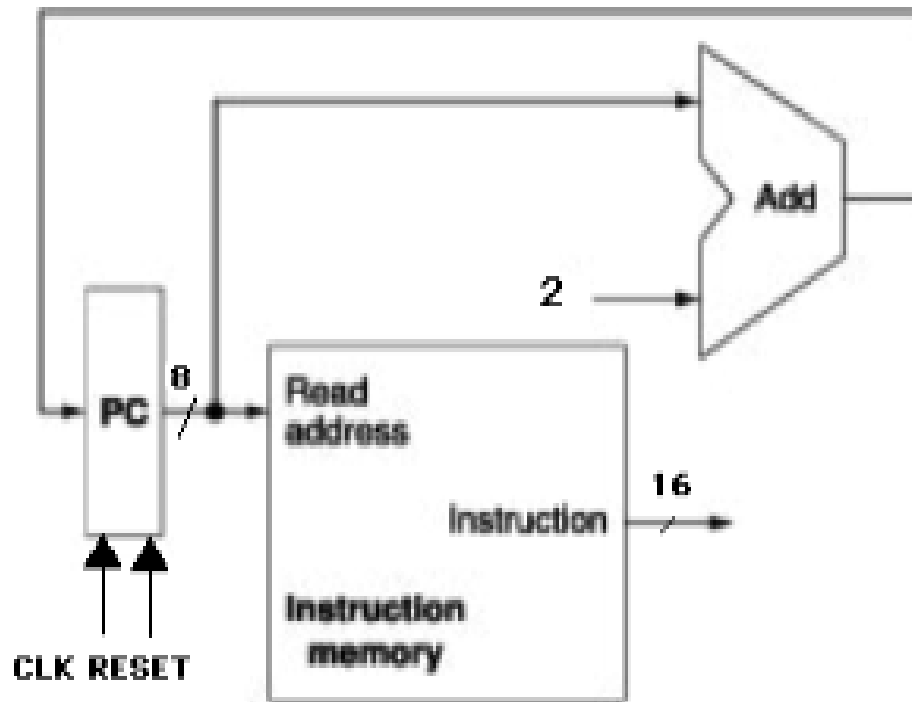 Add
2
8
PC
Read
address
16
Instruction
Instruction
memory
CLK RESET